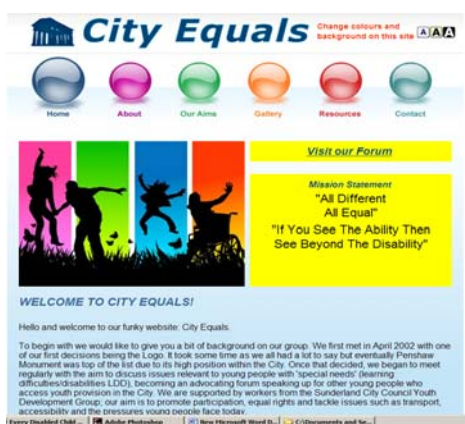 City Equals
Change colours and
background on this site
A A A
Home About Our Aims Gallery Resources Contact
Visit our Forum
Mission Statement
"All Different
All Equal"
"If You See The Ability Then
See Beyond The Disability"
WELCOME TO CITY EQUALS!
Hello and welcome to our funky website: City Equals.
To begin with we would like to give you a bit of background on our group. We first met in April 2002 with one
of our first decisions being the Logo. It took some time as we all had a lot to say but eventually Penshaw
Monument was top of the list due to its high position within the City. Once that decided, we began to meet
regularly with the aim to discuss issues relevant to young people with 'special needs' (learning
difficulties/disabilities LDD), becoming an advocating forum speaking up for other young people who
access youth provision in the City. We are supported by workers from the Sunderland City Council Youth
Development Group; our aim is to promote participation, equal rights and tackle issues such as transport,
accessibility and the pressures young people face today.
Every Disabled Child ... Adobe Photoshop New Microsoft Word D... C:\Documents and Se...